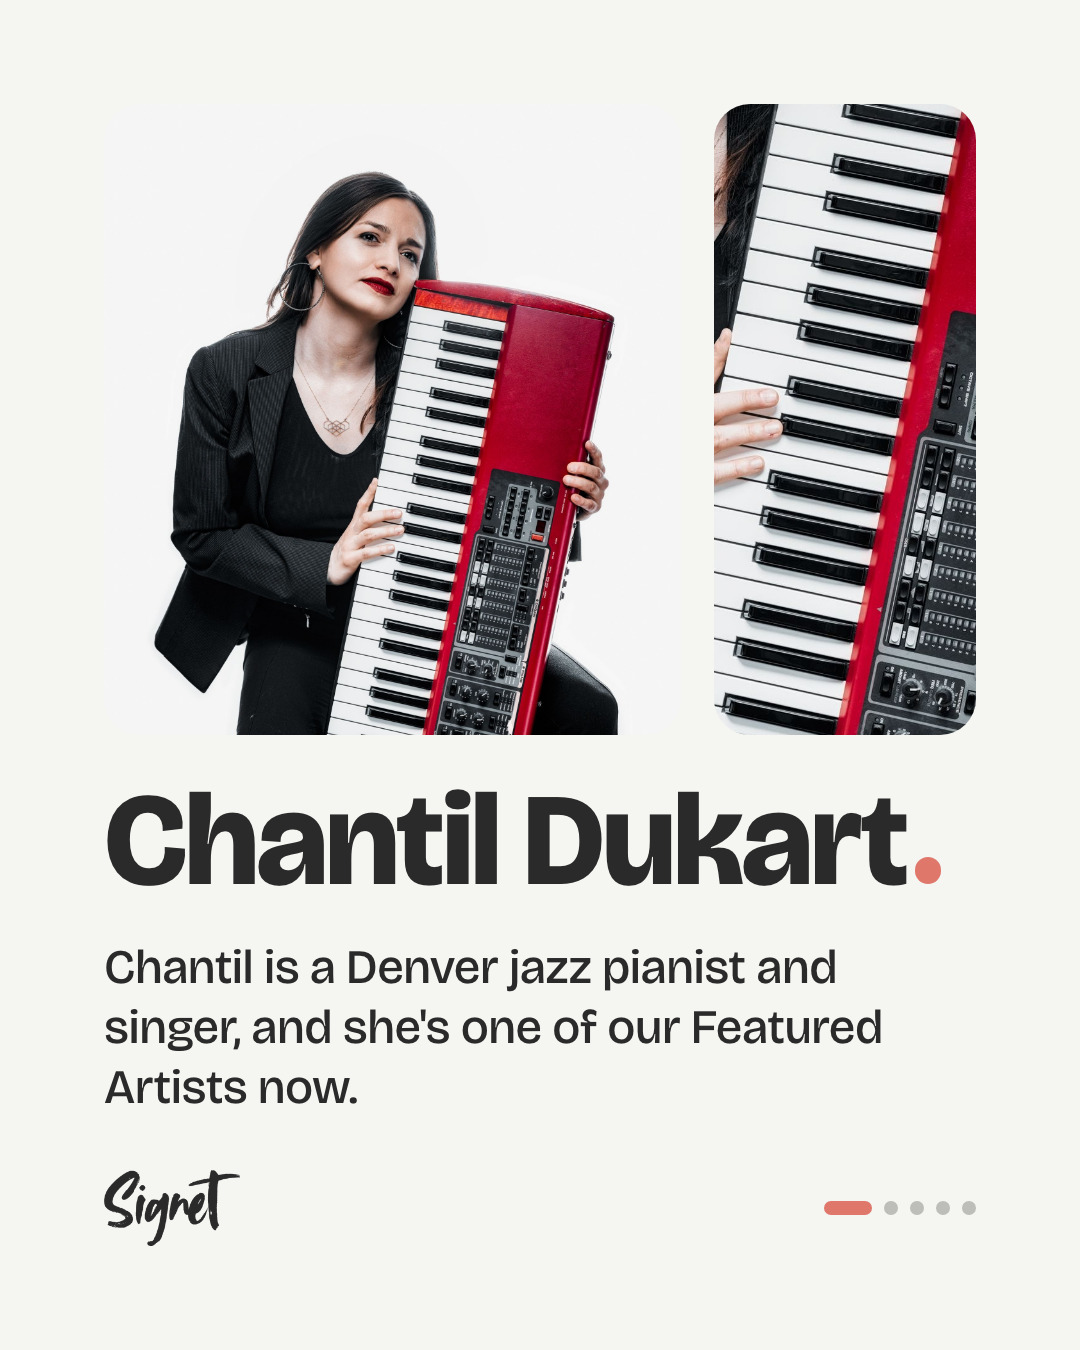 Chantil Dukart.
Chantil is a Denver jazz pianist and
singer, and she's one of our Featured
Artists now.
Signet